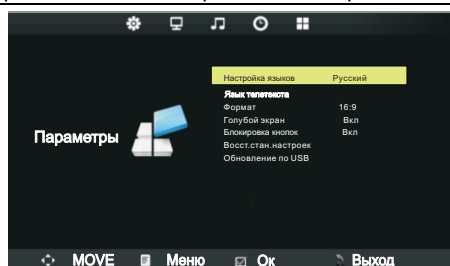 Настройка языков Русский
Язык телетекста
Формат 16:9
Голубой экран Вкл
Блокировка кнопок Вкл
Восст.стан.настроек
Обновление по USB
Параметры
MOVE Меню Ок Выход